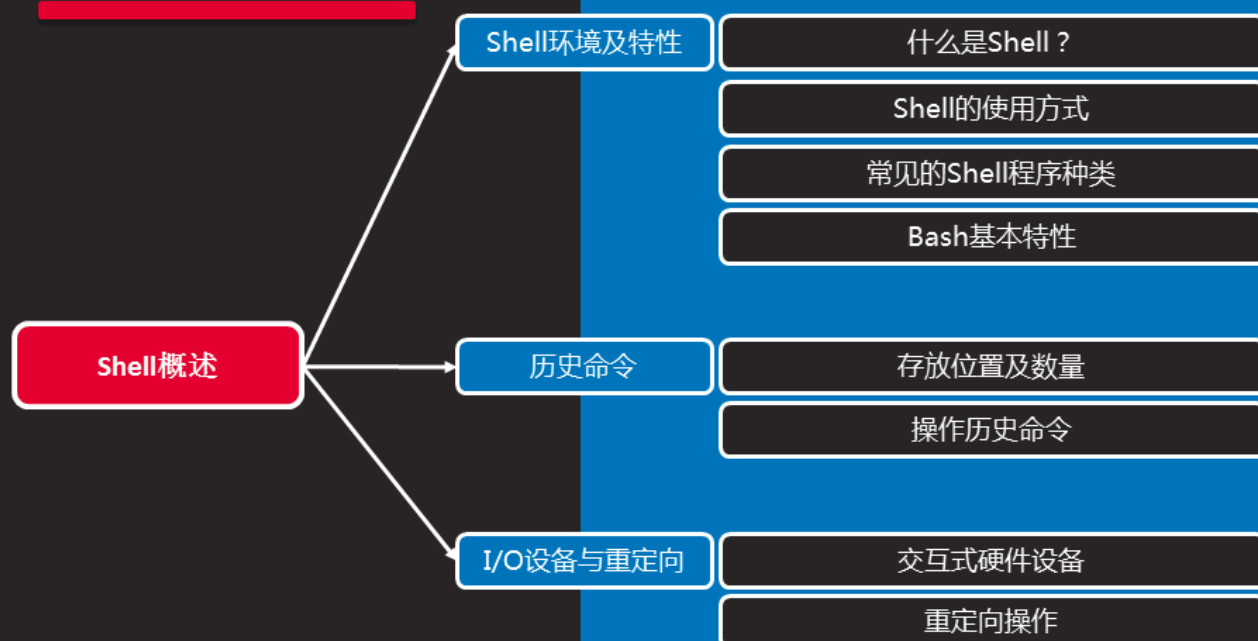 Shell概述
Shell环境及特性
什么是Shell？
Shell的使用方式
常见的Shell程序种类
Bash基本特性
历史命令
存放位置及数量
操作历史命令
I/O设备与重定向
交互式硬件设备
重定向操作